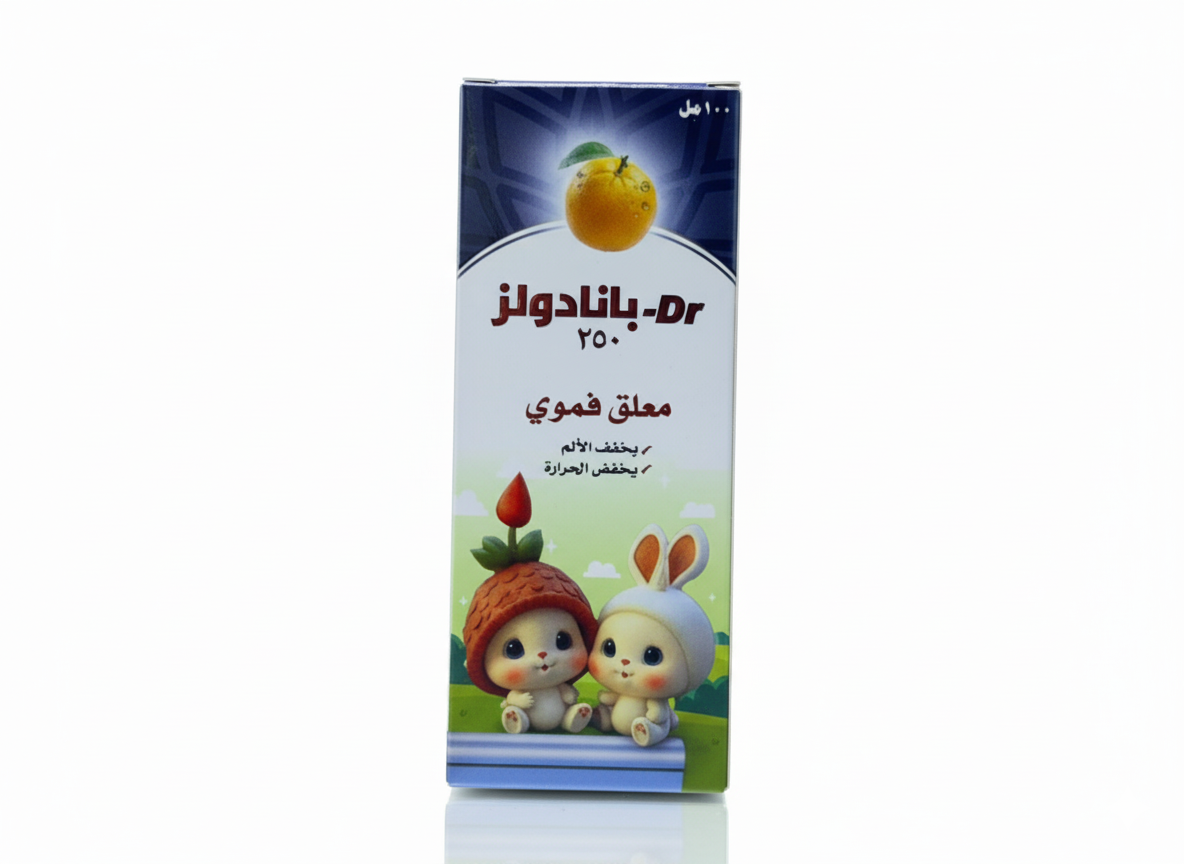 ١٠٠ مل
Dr-بانادولز
٢٥٠
معلق فموي
✓ يخفف الألم
✓ يخفض الحرارة